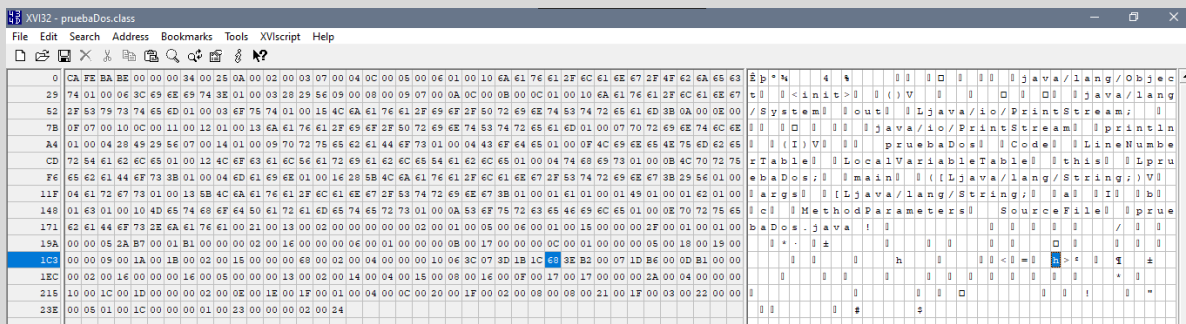 XVI32 - pruebaDos.class
File Edit Search Address Bookmarks Tools XVIscript Help
0 CA FE BA BE 00 00 00 34 00 25 0A 00 02 00 03 07 00 04 0C 00 05 00 06 01 00 10 6A 61 76 61 2F 6C 61 6E 67 2F 4F 62 6A 65 63 Êþº¾ 4 % java/lang/Objec
29 74 01 00 06 3C 69 6E 69 74 3E 01 00 03 28 29 56 09 00 08 00 09 07 00 0A 0C 00 0B 00 0C 01 00 10 6A 61 76 61 2F 6C 61 6E 67 t <init> ()V java/lang
52 2F 53 79 73 74 65 6D 01 00 03 6F 75 74 01 00 15 4C 6A 61 76 61 2F 69 6F 2F 50 72 69 6E 74 53 74 72 65 61 6D 3B 0A 00 0E 00 /System out Ljava/io/PrintStream;
7B 0F 07 00 10 0C 00 11 00 12 01 00 13 6A 61 76 61 2F 69 6F 2F 50 72 69 6E 74 53 74 72 65 61 6D 01 00 07 70 72 69 6E 74 6C 6E java/io/PrintStream println
A4 01 00 04 28 49 29 56 07 00 14 01 00 09 70 72 75 65 62 61 44 6F 73 01 00 04 43 6F 64 65 01 00 0F 4C 69 6E 65 4E 75 6D 62 65 (I)V pruebaDos Code LineNumbe
CD 72 54 61 62 6C 65 01 00 12 4C 6F 63 61 6C 56 61 72 69 61 62 6C 65 54 61 62 6C 65 01 00 04 74 68 69 73 01 00 0B 4C 70 72 75 rTable LocalVariableTable this Lpru
F6 65 62 61 44 6F 73 3B 01 00 04 6D 61 69 6E 01 00 16 28 5B 4C 6A 61 76 61 2F 6C 61 6E 67 2F 53 74 72 69 6E 67 3B 29 56 01 00 ebaDos; main ([Ljava/lang/String;)V
11F 04 61 72 67 73 01 00 13 5B 4C 6A 61 76 61 2F 6C 61 6E 67 2F 53 74 72 69 6E 67 3B 01 00 01 61 01 00 01 49 01 00 01 62 01 00 args [Ljava/lang/String; a I b
148 01 63 01 00 10 4D 65 74 68 6F 64 50 61 72 61 6D 65 74 65 72 73 01 00 0A 53 6F 75 72 63 65 46 69 6C 65 01 00 0E 70 72 75 65 c MethodParameters SourceFile prue
171 62 61 44 6F 73 2E 6A 61 76 61 00 21 00 13 00 02 00 00 00 00 00 02 00 01 00 05 00 06 00 01 00 15 00 00 00 2F 00 01 00 01 00 baDos.java ! /
19A 00 00 05 2A B7 00 01 B1 00 00 00 02 00 16 00 00 00 06 00 01 00 00 00 0B 00 17 00 00 00 0C 00 01 00 00 00 05 00 18 00 19 00 * · ±
1C3 00 00 09 00 1A 00 1B 00 02 00 15 00 00 00 68 00 02 00 04 00 00 00 10 06 3C 07 3D 1B 1C 68 3E B2 00 07 1D B6 00 0D B1 00 00 h < = h > ² ¶ ±
1EC 00 02 00 16 00 00 00 16 00 05 00 00 00 13 00 02 00 14 00 04 00 15 00 08 00 16 00 0F 00 17 00 17 00 00 00 2A 00 04 00 00 00 *
215 10 00 1C 00 1D 00 00 00 02 00 0E 00 1E 00 1F 00 01 00 04 00 0C 00 20 00 1F 00 02 00 08 00 08 00 21 00 1F 00 03 00 22 00 00 ! "
23E 00 05 01 00 1C 00 00 00 01 00 23 00 00 00 02 00 24 # $